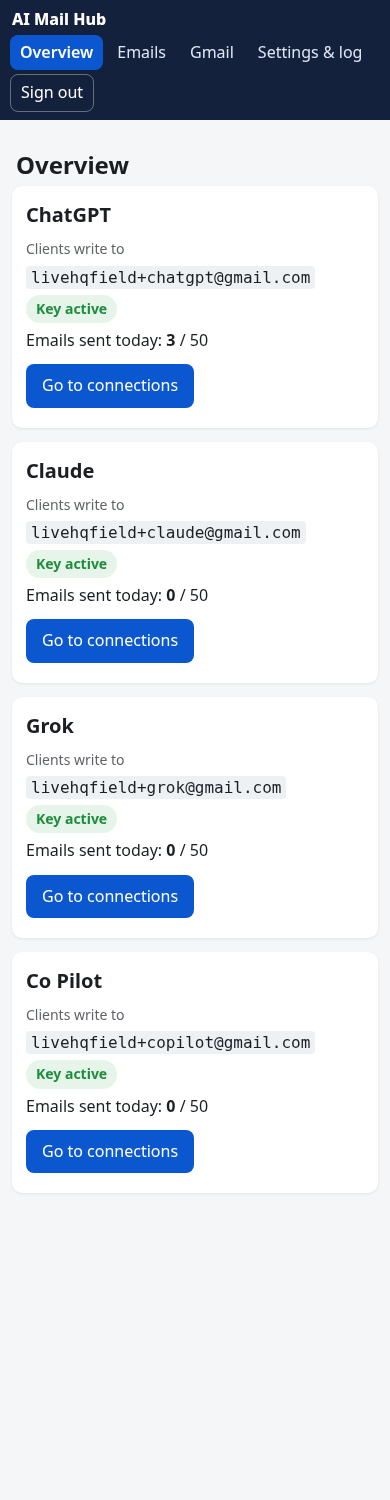 AI Mail Hub
Overview Emails Gmail Settings & log
Sign out
Overview
ChatGPT
Clients write to
livehqfield+chatgpt@gmail.com
Key active
Emails sent today: 3 / 50
Go to connections
Claude
Clients write to
livehqfield+claude@gmail.com
Key active
Emails sent today: 0 / 50
Go to connections
Grok
Clients write to
livehqfield+grok@gmail.com
Key active
Emails sent today: 0 / 50
Go to connections
Co Pilot
Clients write to
livehqfield+copilot@gmail.com
Key active
Emails sent today: 0 / 50
Go to connections